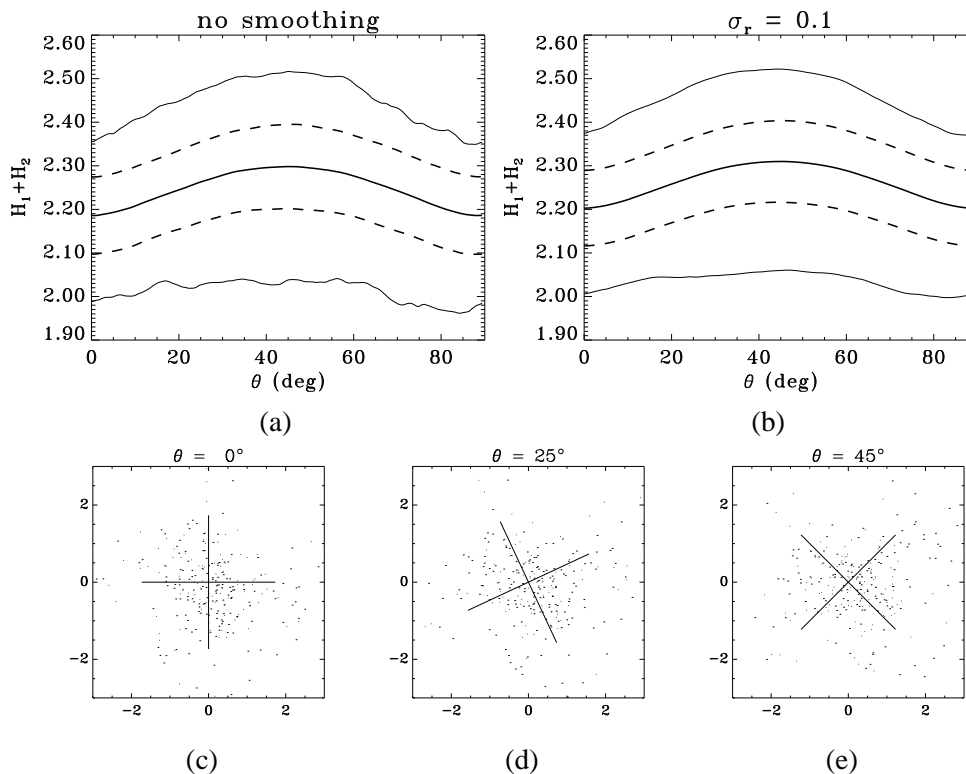 no smoothing
2.60
2.50
2.40
2.30
2.20
2.10
2.00
1.90
H₁+H₂
0 20 40 60 80
θ (deg)
(a)
σᵣ = 0.1
2.60
2.50
2.40
2.30
2.20
2.10
2.00
1.90
H₁+H₂
0 20 40 60 80
θ (deg)
(b)
θ = 0°
2
0
−2
−2 0 2
(c)
θ = 25°
2
0
−2
−2 0 2
(d)
θ = 45°
2
0
−2
−2 0 2
(e)